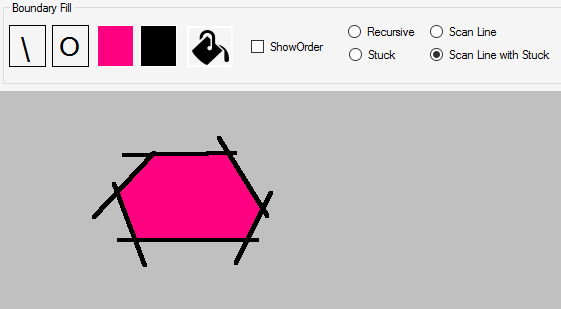 Boundary Fill
\ O
ShowOrder
Recursive
Scan Line
Stuck
Scan Line with Stuck